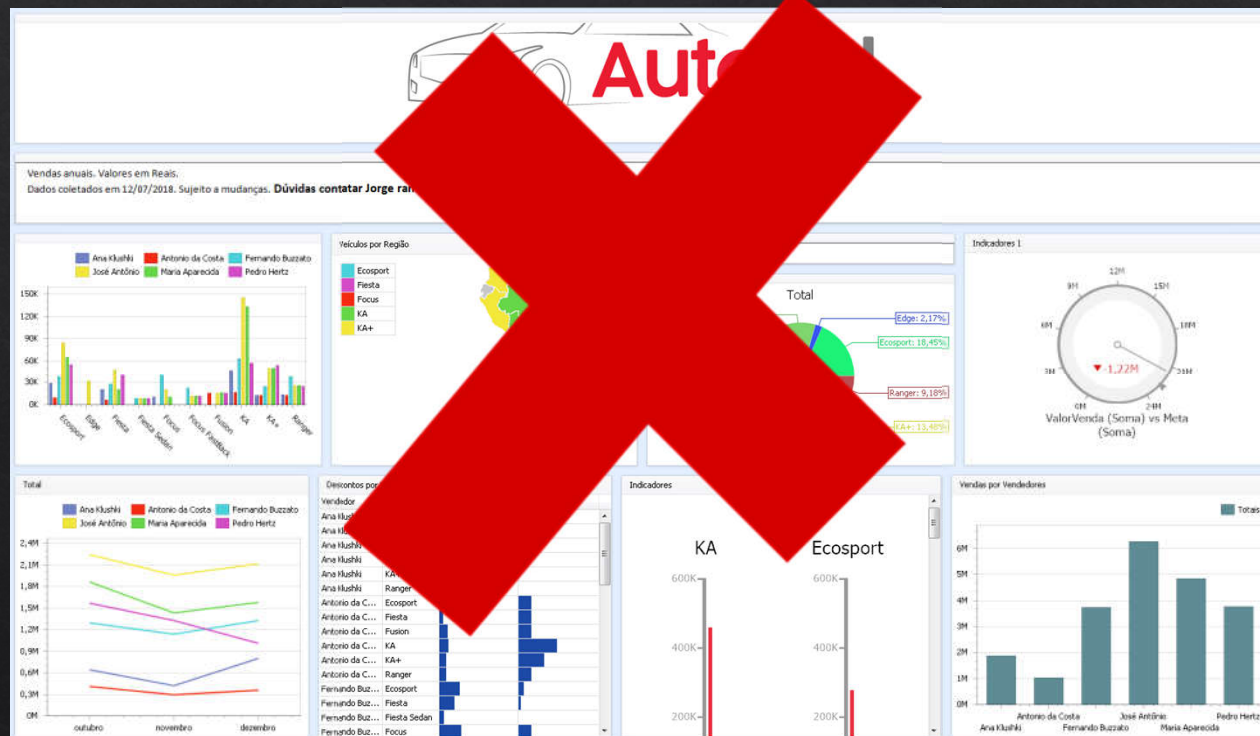 Vendas anuais. Valores em Reais.
Dados coletados em 12/07/2018. Sujeito a mudanças. Dúvidas contatar Jorge
Ana Klushki Antonio da Costa Fernando Buzzato
José Antônio Maria Aparecida Pedro Hertz
150K
120K
90K
60K
30K
0K
Ecosport Edge Fiesta Fiesta Sedan Focus Focus FastBack Fusion KA KA+ Ranger
Veículos por Região
Ecosport
Fiesta
Focus
KA
KA+
Total
Edge: 2,17%
Ecosport: 18,45%
Ranger: 9,18%
Indicadores 1
12M
9M 15M
6M 18M
3M
-1,22M
0M 24M
ValorVenda (Soma) vs Meta
(Soma)
Total
Ana Klushki Antonio da Costa Fernando Buzzato
José Antônio Maria Aparecida Pedro Hertz
2,4M
2,1M
1,8M
1,5M
1,2M
0,9M
0,6M
0,3M
0M
outubro novembro dezembro
Descontos por
Vendedor
Ana
Ana
Ana Klushki
Ana Klushki
Ana Klushki
Ana Klushki Ranger
Antonio da C... Ecosport
Antonio da C... Fiesta
Antonio da C... Fusion
Antonio da C... KA
Antonio da C... KA+
Antonio da C... Ranger
Fernando Buz... Ecosport
Fernando Buz... Fiesta
Fernando Buz... Fiesta Sedan
Fernando Buz... Focus
Indicadores
KA Ecosport
600K 600K
400K 400K
200K 200K
Vendas por Vendedores
Totais
6M
5M
4M
3M
2M
1M
0M
Antonio da Costa José Antônio Pedro Hertz
Ana Klushki Fernando Buzzato Maria Aparecida